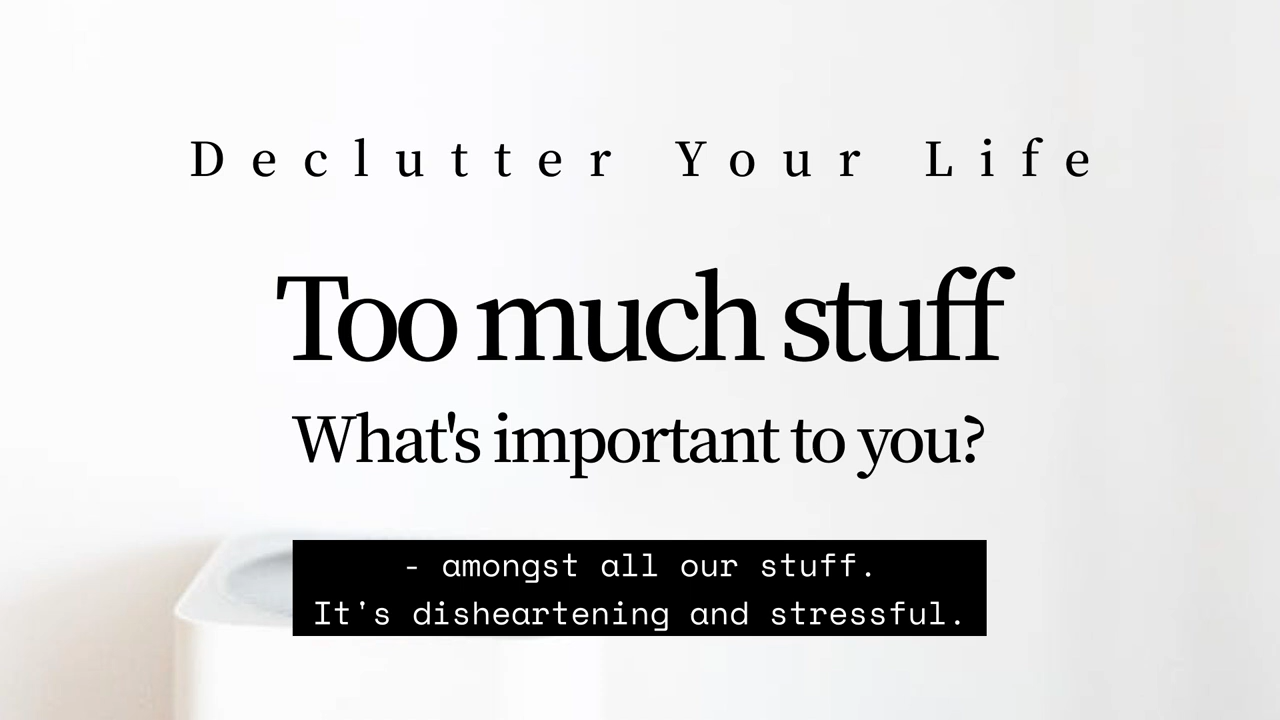 Declutter Your Life
Too much stuff
What's important to you?
- amongst all our stuff.
It's disheartening and stressful.